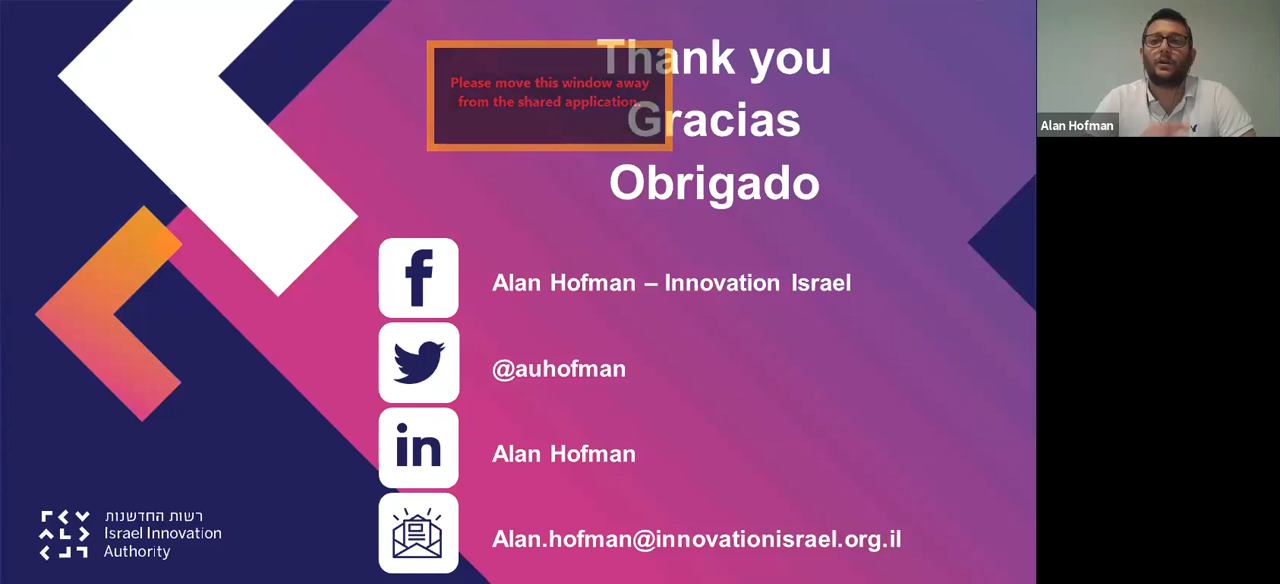 Thank you
Please move this window away
from the shared application.
Gracias
Obrigado
Alan Hofman
f
Alan Hofman – Innovation Israel
@auhofman
in
Alan Hofman
Alan.hofman@innovationisrael.org.il
רשות החדשנות
Israel Innovation
Authority